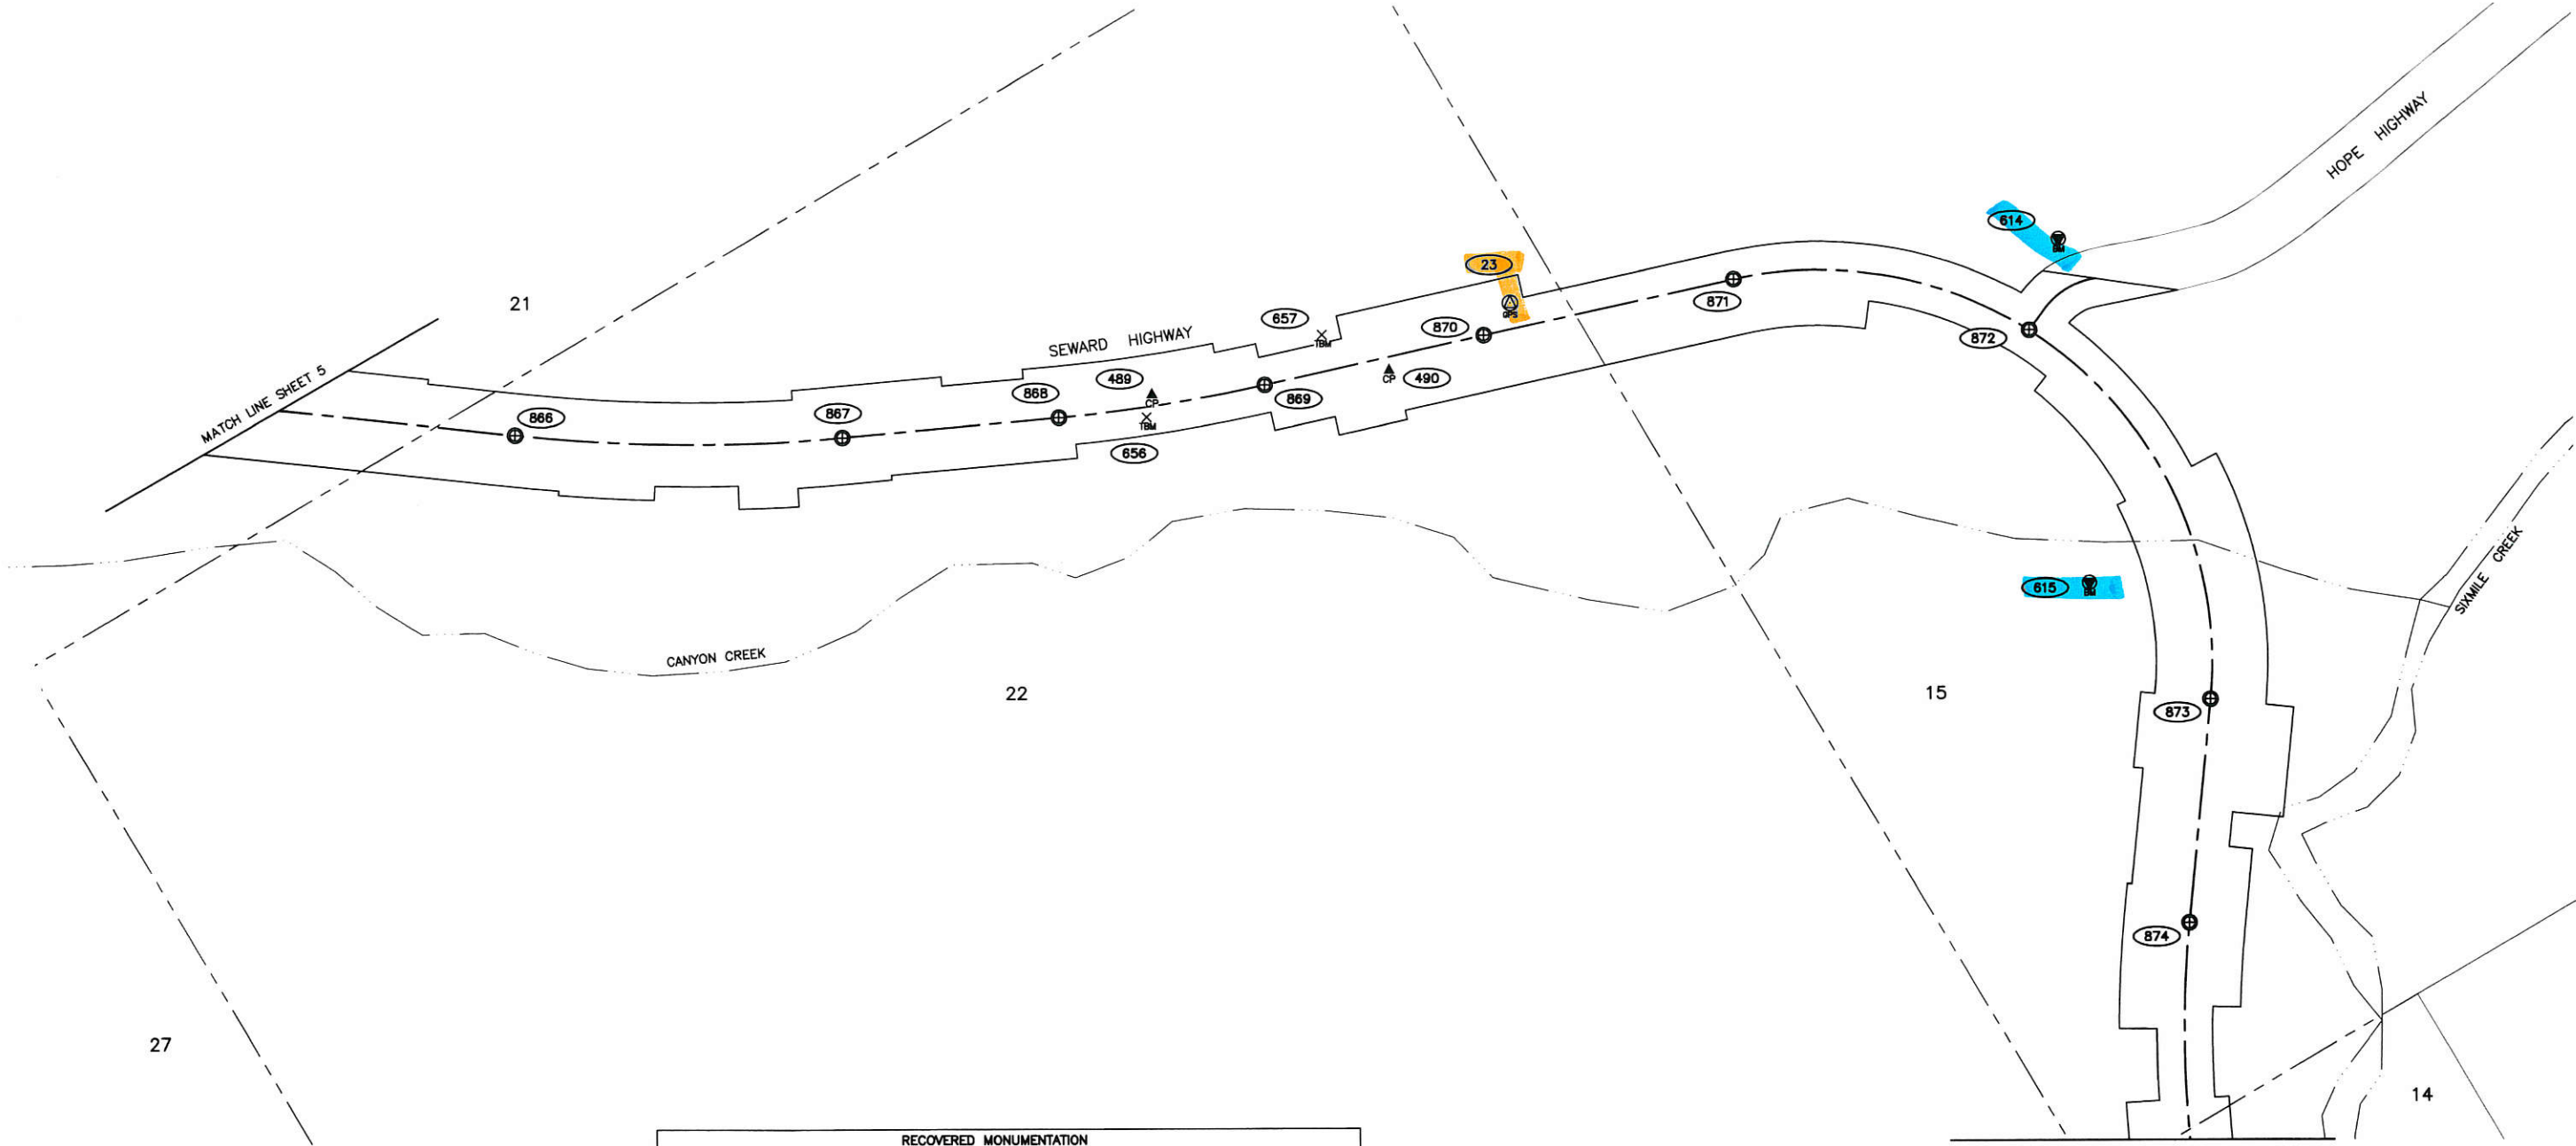 HOPE HIGHWAY
614
BM
23
GPS
21
657
TBM
870
871
872
SEWARD HIGHWAY
MATCH LINE SHEET 5
489
CP
868
490
CP
869
867
866
TBM
656
SIXMILE CREEK
615
BM
CANYON CREEK
22
15
873
874
27
14
RECOVERED MONUMENTATION